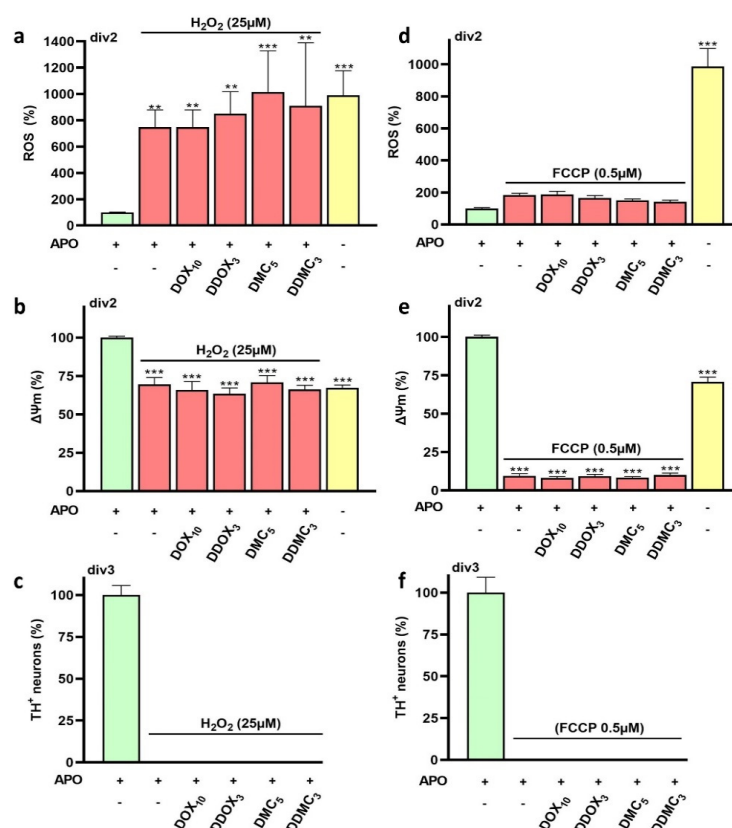 a
div2
H₂O₂ (25µM)
ROS (%)
1400
1200
1000
800
600
400
200
0
**
**
**
***
**
***
APO + + + + + + -
- - DOX₁₀ DDOX₃ DMC₅ DDMC₃ -
b
div2
H₂O₂ (25µM)
ΔΨm (%)
100
75
50
25
0
***
***
***
***
***
***
APO + + + + + + -
- - DOX₁₀ DDOX₃ DMC₅ DDMC₃ -
c
div3
H₂O₂ (25µM)
TH⁺ neurons (%)
100
75
50
25
0
APO + + + + + +
- - DOX₁₀ DDOX₃ DMC₅ DDMC₃
d
div2
FCCP (0.5µM)
ROS (%)
1000
800
600
400
200
0
***
APO + + + + + + -
- - DOX₁₀ DDOX₃ DMC₅ DDMC₃ -
e
div2
FCCP (0.5µM)
ΔΨm (%)
100
75
50
25
0
***
***
***
***
***
***
APO + + + + + + -
- - DOX₁₀ DDOX₃ DMC₅ DDMC₃ -
f
div3
(FCCP 0.5µM)
TH⁺ neurons (%)
100
75
50
25
0
APO + + + + + +
- - DOX₁₀ DDOX₃ DMC₅ DDMC₃